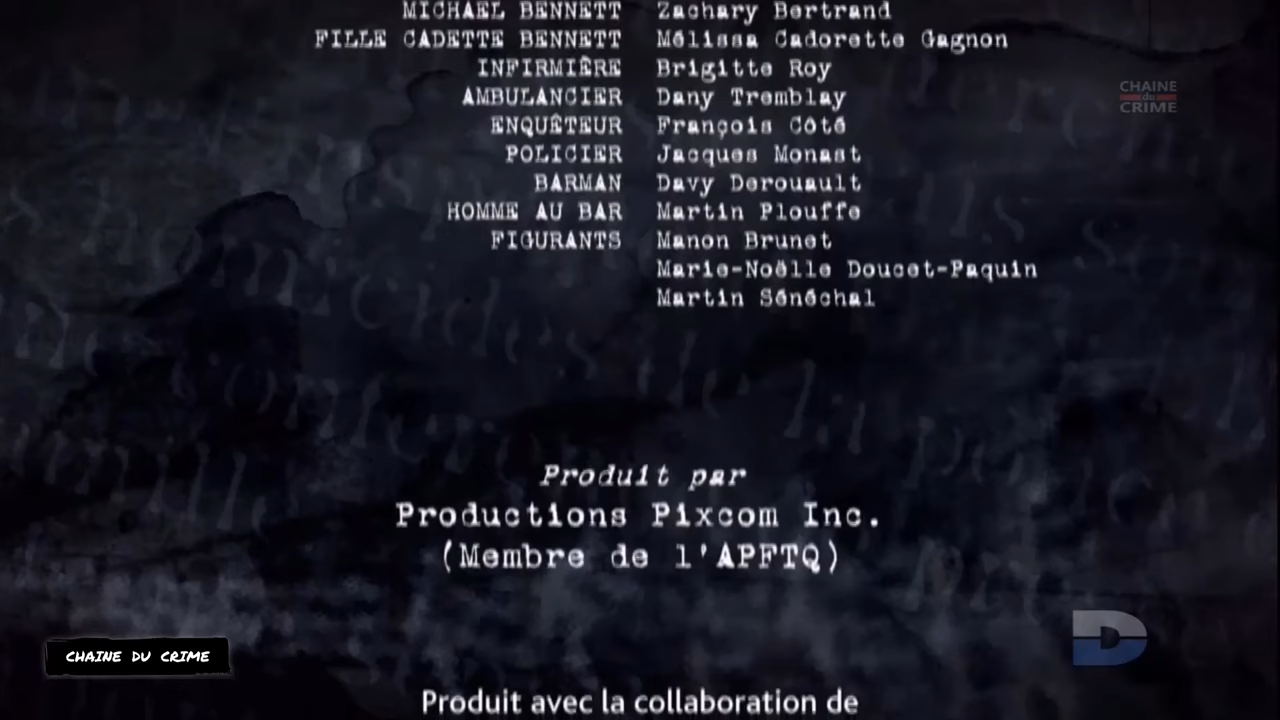 MICHAEL BENNETT Zachary Bertrand
FILLE CADETTE BENNETT Mélissa Cadorette Gagnon
INFIRMIÈRE Brigitte Roy
AMBULANCIER Dany Tremblay
ENQUÊTEUR François Côté
POLICIER Jacques Monast
BARMAN Davy Derouault
HOMME AU BAR Martin Plouffe
FIGURANTS Manon Brunet
Marie-Noëlle Doucet-Paquin
Martin Sénéchal
CHAINE
du
CRIME
Produit par
Productions Pixcom Inc.
(Membre de l'APFTQ)
D
CHAINE DU CRIME
Produit avec la collaboration de